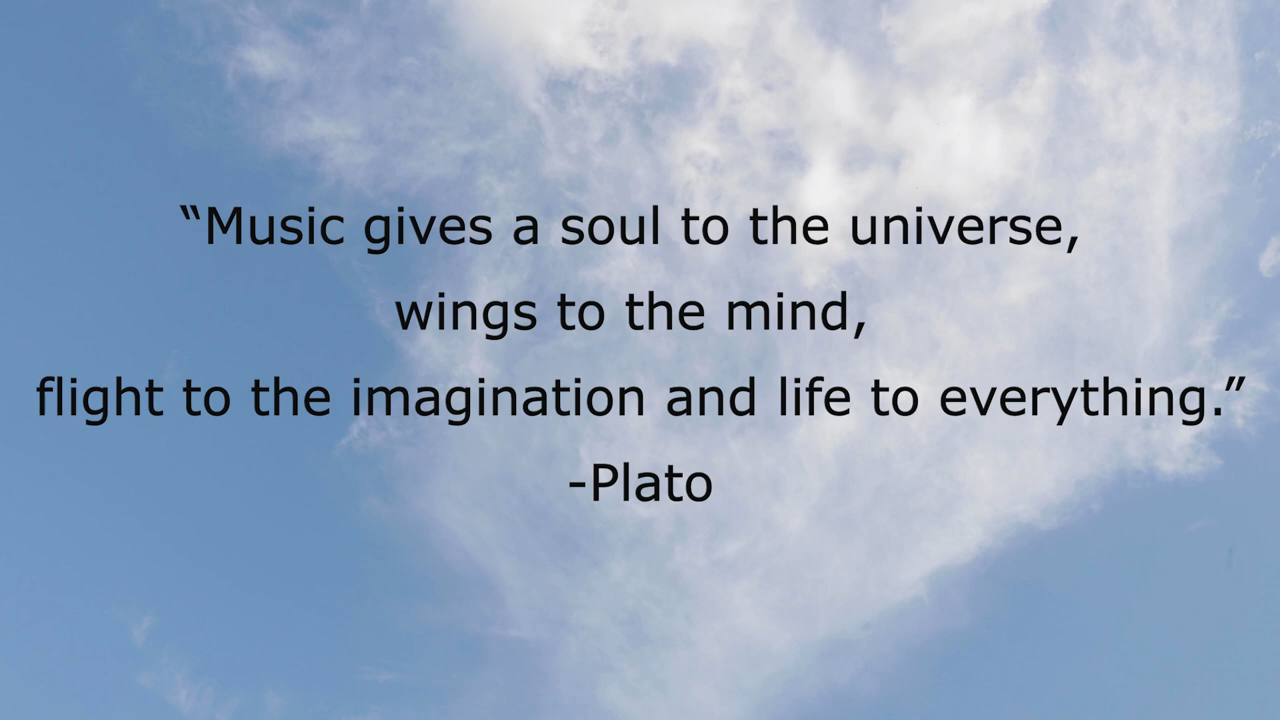 “Music gives a soul to the universe,
wings to the mind,
flight to the imagination and life to everything.”
-Plato